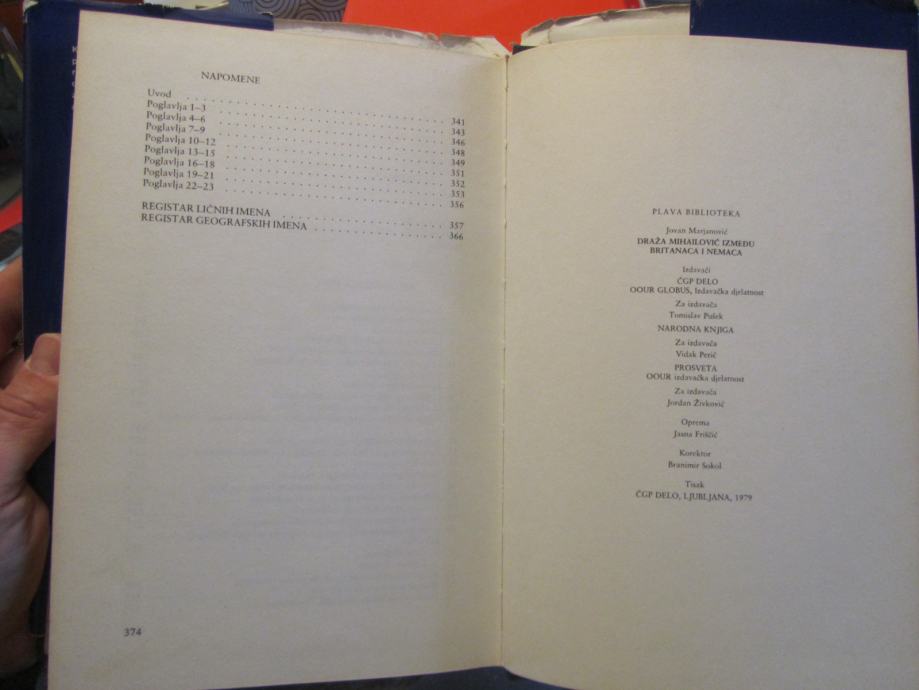 NAPOMENE
Uvod . . . . . . . . . . . . . . . . . . . . 341
Poglavlja 1–3 . . . . . . . . . . . . . . . . . . . . 343
Poglavlja 4–6 . . . . . . . . . . . . . . . . . . . . 346
Poglavlja 7–9 . . . . . . . . . . . . . . . . . . . . 348
Poglavlja 10–12 . . . . . . . . . . . . . . . . . . . . 349
Poglavlja 13–15 . . . . . . . . . . . . . . . . . . . . 351
Poglavlja 16–18 . . . . . . . . . . . . . . . . . . . . 352
Poglavlja 19–21 . . . . . . . . . . . . . . . . . . . . 353
Poglavlja 22–23 . . . . . . . . . . . . . . . . . . . . 356
REGISTAR LIČNIH IMENA . . . . . . . . . . . . . . 357
REGISTAR GEOGRAFSKIH IMENA . . . . . . . . . . . 366
374
PLAVA BIBLIOTEKA
Jovan Marjanović
DRAŽA MIHAILOVIĆ IZMEĐU
BRITANACA I NEMACA
Izdavači
ČGP DELO
OOUR GLOBUS, Izdavačka djelatnost
Za izdavača
Tomislav Pušek
NARODNA KNJIGA
Za izdavača
Vidak Perić
PROSVETA
OOUR izdavačka djelatnost
Za izdavača
Jordan Živković
Oprema
Jasna Friščić
Korektor
Branimir Sokol
Tisak
ČGP DELO, LJUBLJANA, 1979